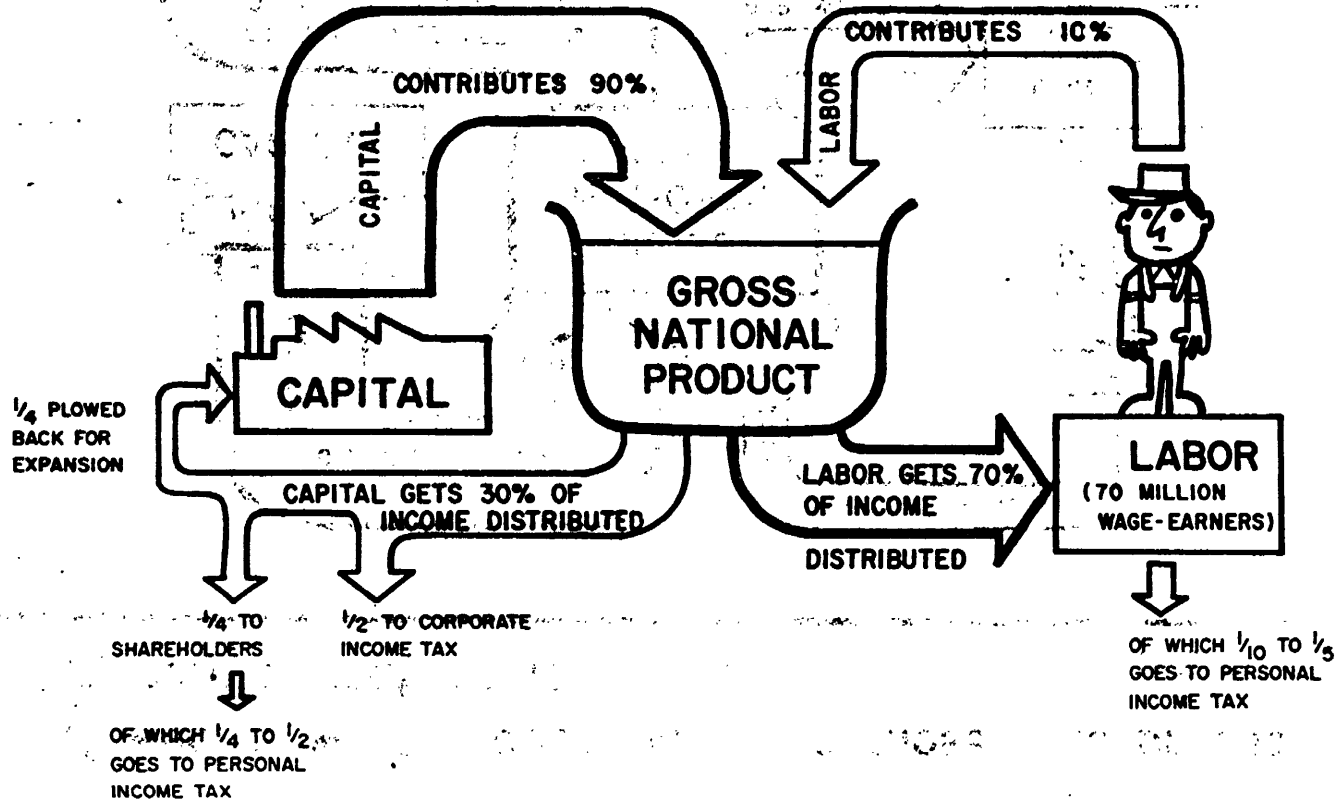 CONTRIBUTES 90%
CAPITAL
CONTRIBUTES 10%
LABOR
GROSS
NATIONAL
PRODUCT
CAPITAL
1/4 PLOWED
BACK FOR
EXPANSION
CAPITAL GETS 30% OF
INCOME DISTRIBUTED
LABOR GETS 70%
OF INCOME
DISTRIBUTED
LABOR
(70 MILLION
WAGE-EARNERS)
1/4 TO
SHAREHOLDERS
1/2 TO CORPORATE
INCOME TAX
OF WHICH 1/4 TO 1/2
GOES TO PERSONAL
INCOME TAX
OF WHICH 1/10 TO 1/5
GOES TO PERSONAL
INCOME TAX